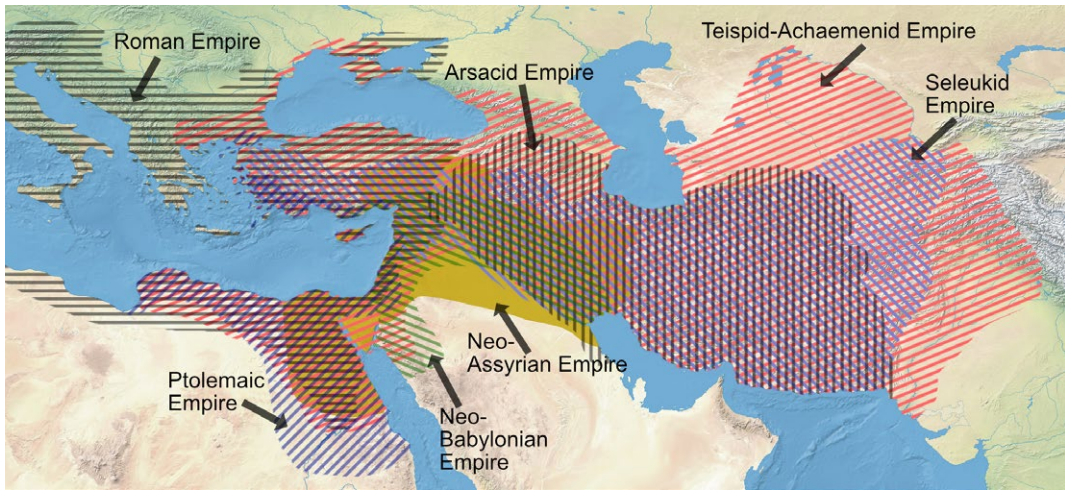 Roman Empire
Arsacid Empire
Teispid-Achaemenid Empire
Seleukid
Empire
Ptolemaic
Empire
Neo-
Babylonian
Empire
Neo-
Assyrian Empire